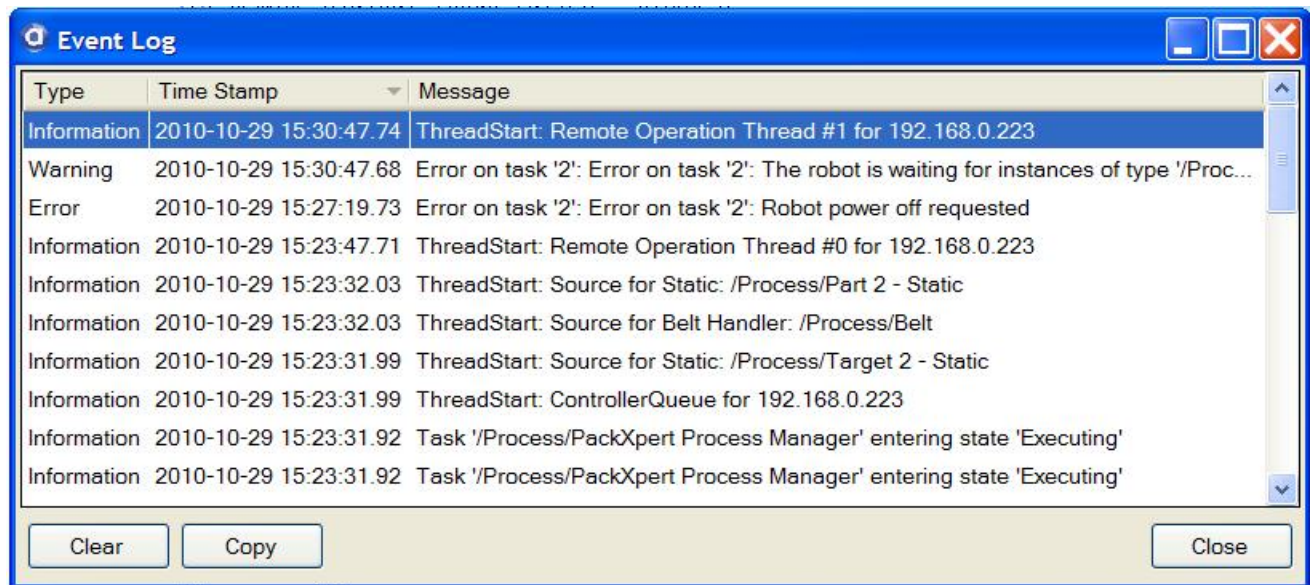 Event Log
Type Time Stamp Message
Information 2010-10-29 15:30:47.74 ThreadStart: Remote Operation Thread #1 for 192.168.0.223
Warning 2010-10-29 15:30:47.68 Error on task '2': Error on task '2': The robot is waiting for instances of type '/Proc...
Error 2010-10-29 15:27:19.73 Error on task '2': Error on task '2': Robot power off requested
Information 2010-10-29 15:23:47.71 ThreadStart: Remote Operation Thread #0 for 192.168.0.223
Information 2010-10-29 15:23:32.03 ThreadStart: Source for Static: /Process/Part 2 - Static
Information 2010-10-29 15:23:32.03 ThreadStart: Source for Belt Handler: /Process/Belt
Information 2010-10-29 15:23:31.99 ThreadStart: Source for Static: /Process/Target 2 - Static
Information 2010-10-29 15:23:31.99 ThreadStart: ControllerQueue for 192.168.0.223
Information 2010-10-29 15:23:31.92 Task '/Process/PackXpert Process Manager' entering state 'Executing'
Information 2010-10-29 15:23:31.92 Task '/Process/PackXpert Process Manager' entering state 'Executing'
Clear Copy Close